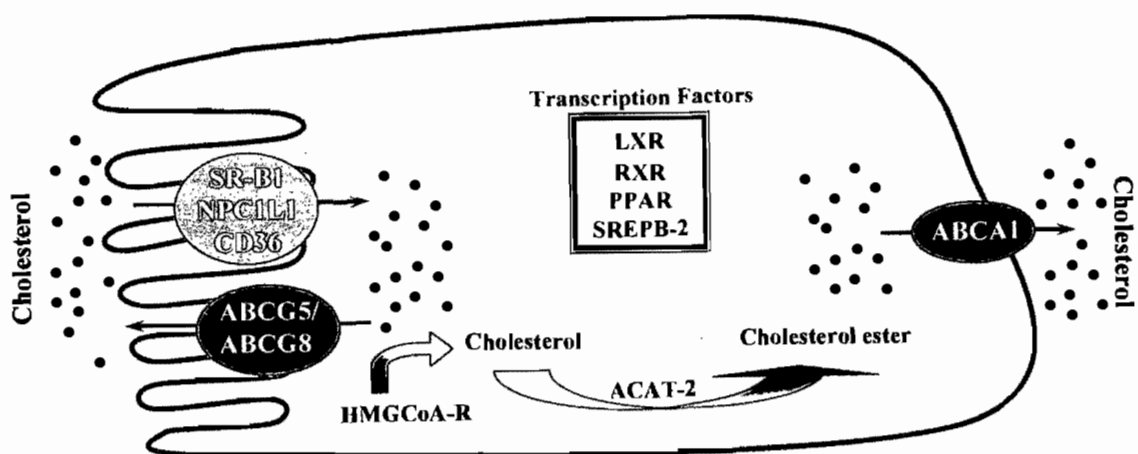 Transcription Factors
LXR
RXR
PPAR
SREPB-2
Cholesterol
SR-B1
NPC1L1
CD36
ABCG5/
ABCG8
HMGCoA-R
Cholesterol
ACAT-2
Cholesterol ester
ABCA1
Cholesterol